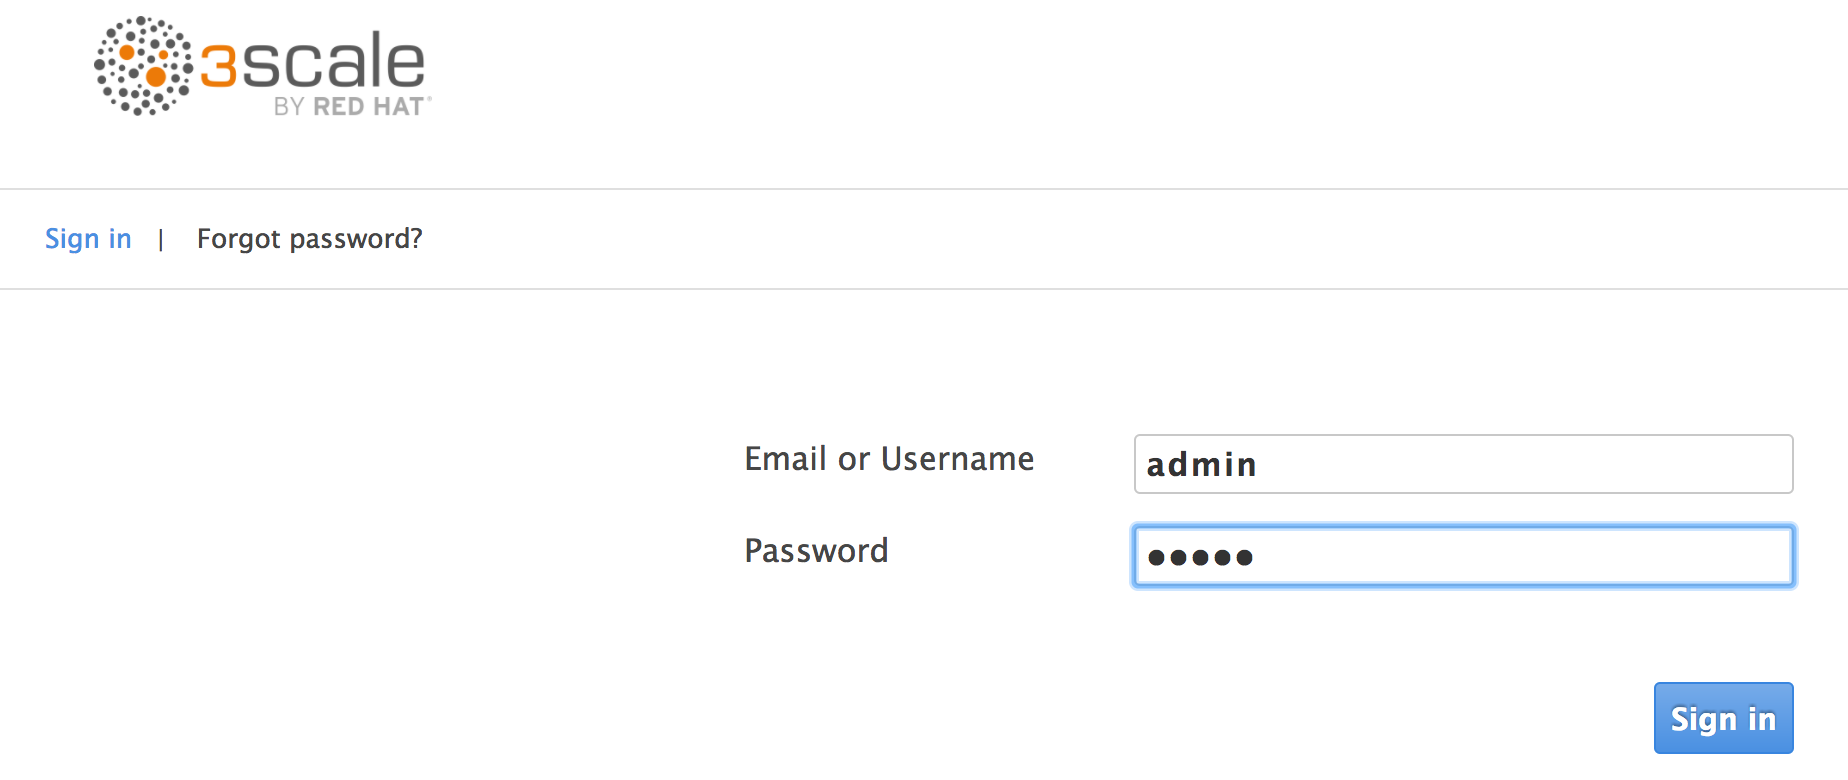 3scale
BY RED HAT®
Sign in | Forgot password?
Email or Username admin
Password •••••
Sign in